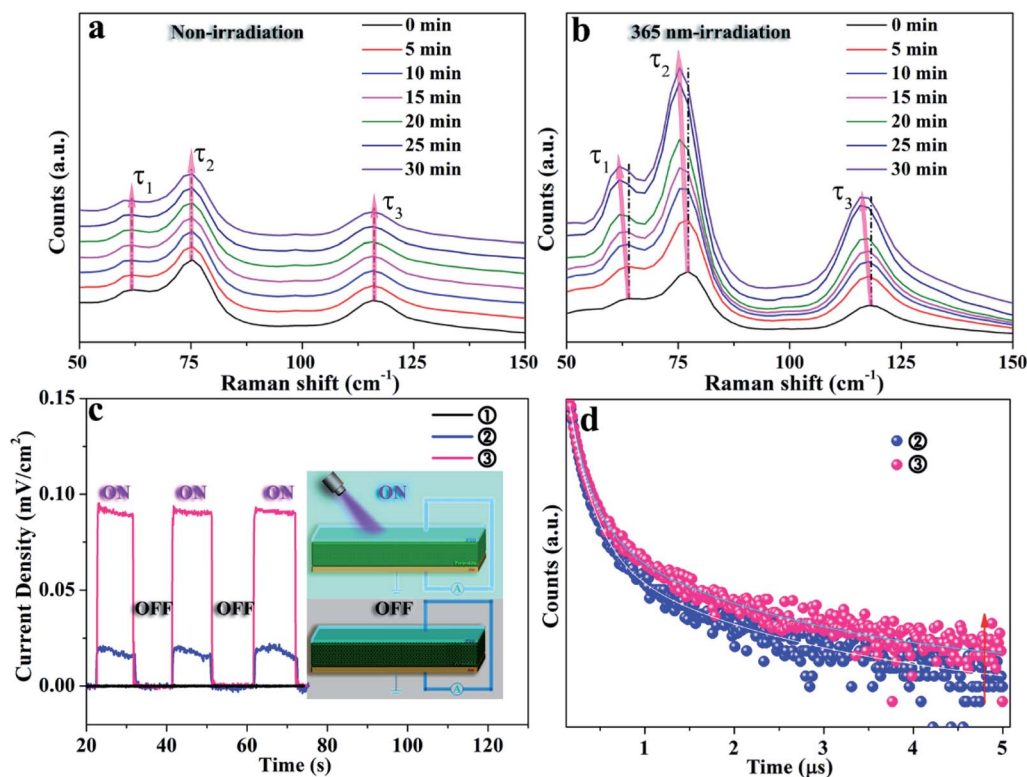 a
Non-irradiation
0 min
5 min
10 min
15 min
20 min
25 min
30 min
τ1
τ2
τ3
Counts (a.u.)
50 75 100 125 150
Raman shift (cm-1)
b
365 nm-irradiation
0 min
5 min
10 min
15 min
20 min
25 min
30 min
τ1
τ2
τ3
Counts (a.u.)
50 75 100 125 150
Raman shift (cm-1)
c
①
②
③
0.15
0.10
0.05
0.00
Current Density (mV/cm2)
ON ON ON
OFF OFF
ON
A
OFF
A
20 40 60 80 100 120
Time (s)
d
②
③
Counts (a.u.)
1 2 3 4 5
Time (μs)